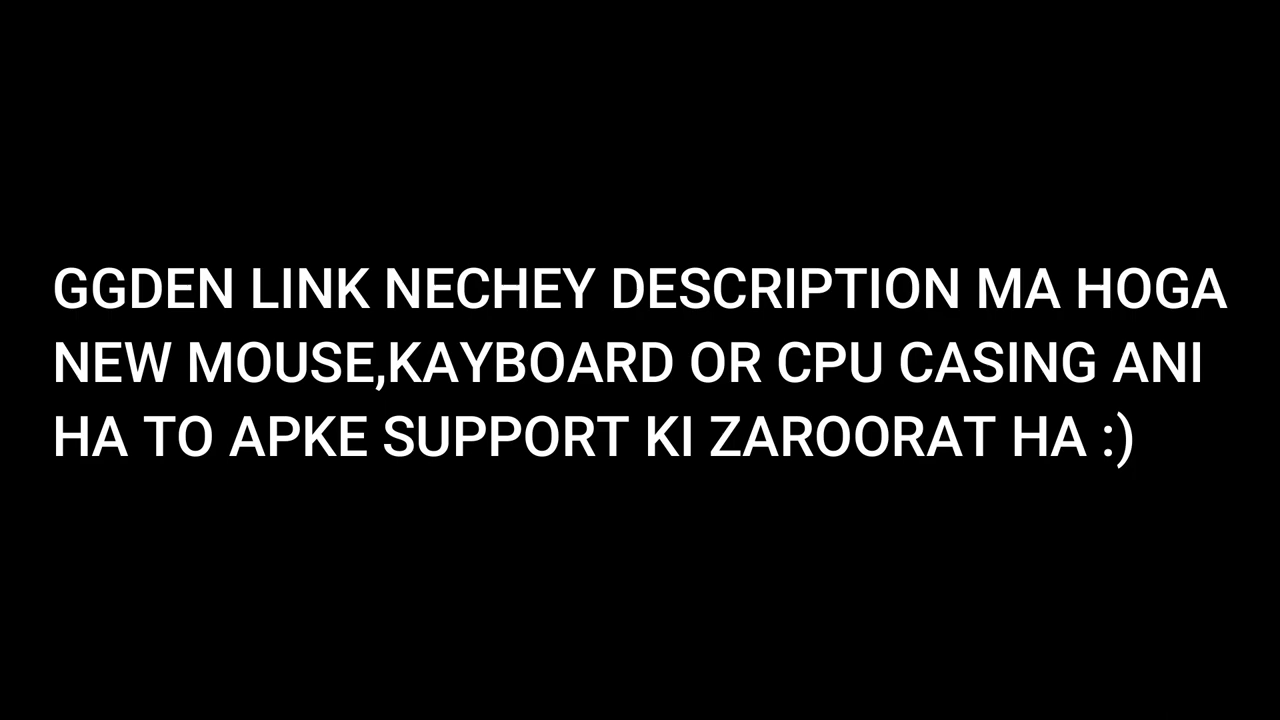 GGDEN LINK NECHEY DESCRIPTION MA HOGA
NEW MOUSE,KAYBOARD OR CPU CASING ANI
HA TO APKE SUPPORT KI ZAROORAT HA :)